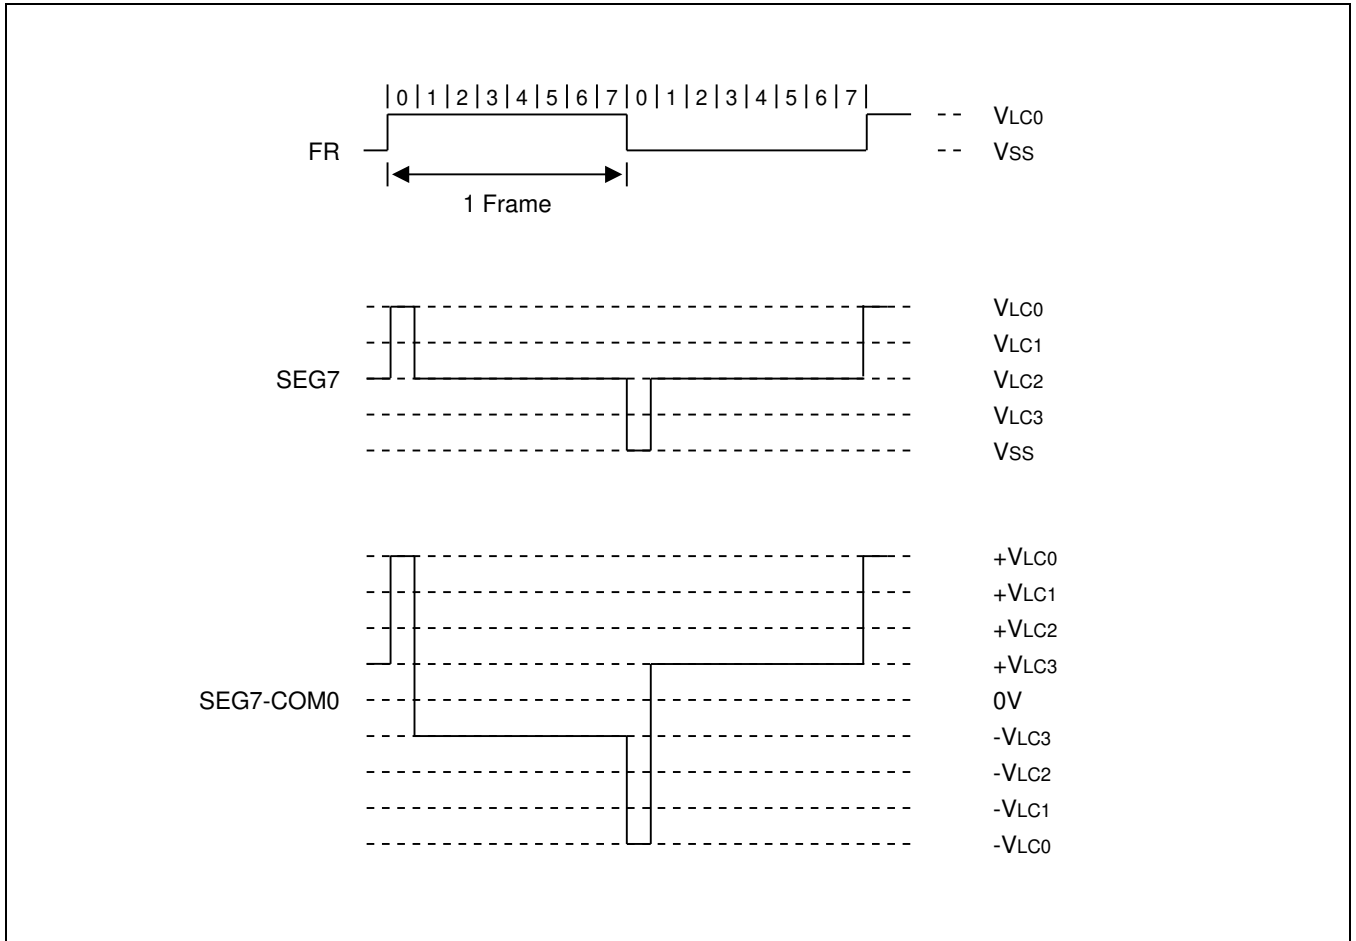 |0|1|2|3|4|5|6|7|0|1|2|3|4|5|6|7|
VLC0
FR
VSS
1 Frame
VLC0
VLC1
SEG7
VLC2
VLC3
VSS
+VLC0
+VLC1
+VLC2
+VLC3
SEG7-COM0
0V
-VLC3
-VLC2
-VLC1
-VLC0